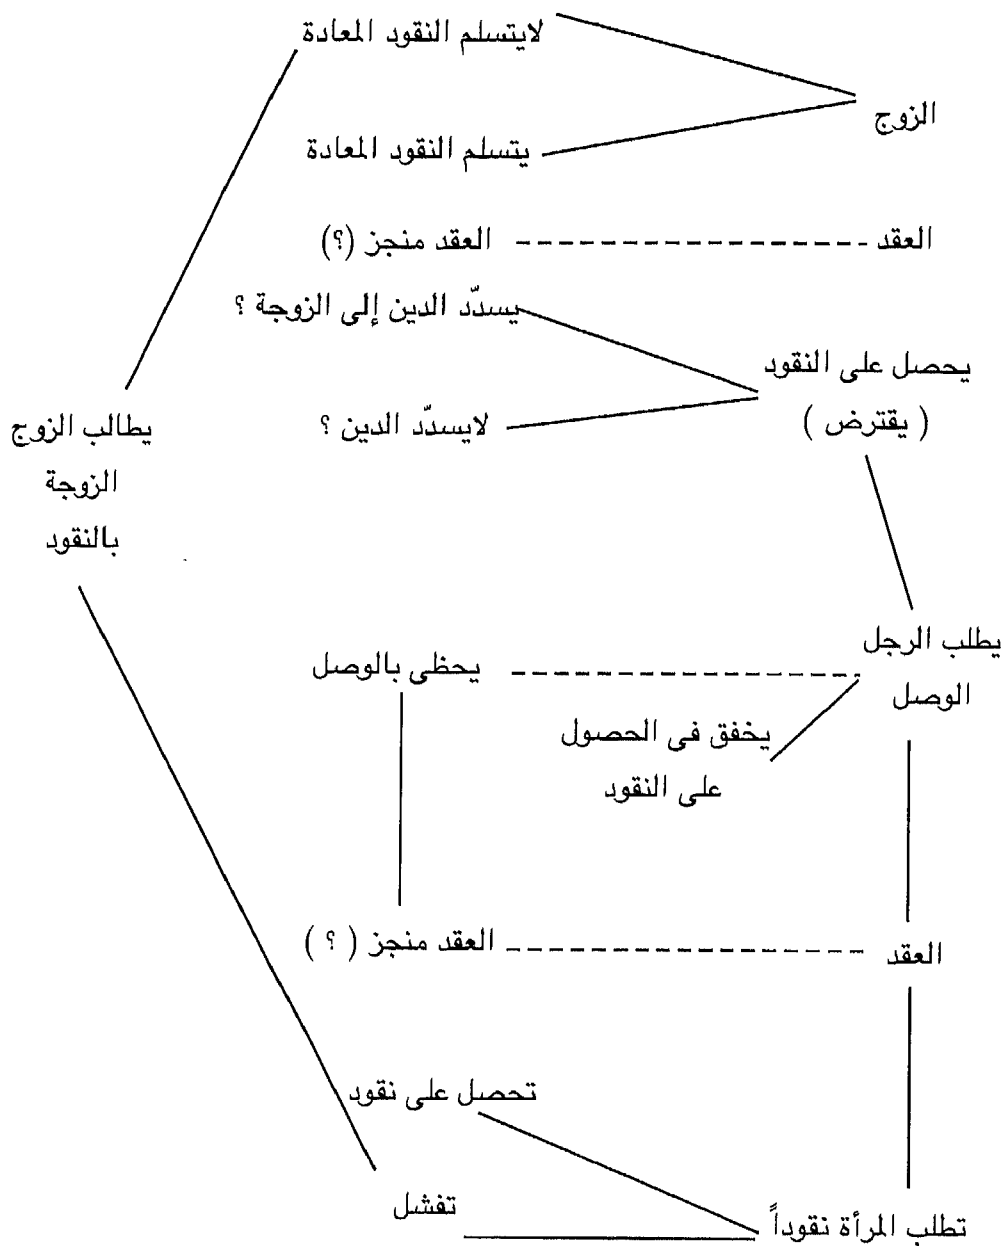 لايتسلم النقود المعادة
الزوج
يتسلم النقود المعادة
العقد
العقد منجز (؟)
يسدّد الدين إلى الزوجة ؟
يحصل على النقود
( يقترض )
لايسدّد الدين ؟
يطالب الزوج
الزوجة
بالنقود
يطلب الرجل
الوصل
يحظى بالوصل
يخفق فى الحصول
على النقود
العقد
العقد منجز ( ؟ )
تحصل على نقود
تفشل
تطلب المرأة نقوداً